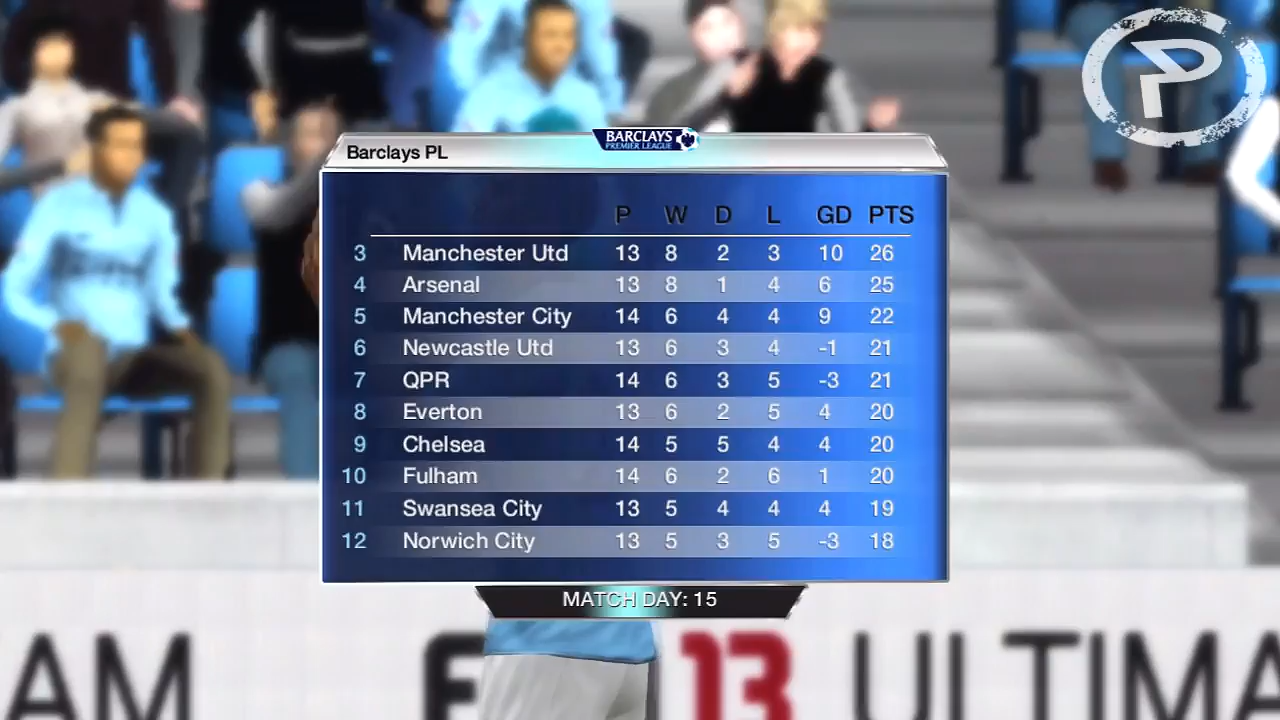 P
BARCLAYS
PREMIER LEAGUE
Barclays PL
P W D L GD PTS
3 Manchester Utd 13 8 2 3 10 26
4 Arsenal 13 8 1 4 6 25
5 Manchester City 14 6 4 4 9 22
6 Newcastle Utd 13 6 3 4 -1 21
7 QPR 14 6 3 5 -3 21
8 Everton 13 6 2 5 4 20
9 Chelsea 14 5 5 4 4 20
10 Fulham 14 6 2 6 1 20
11 Swansea City 13 5 4 4 4 19
12 Norwich City 13 5 3 5 -3 18
MATCH DAY: 15
AM F 13 ULTIMA